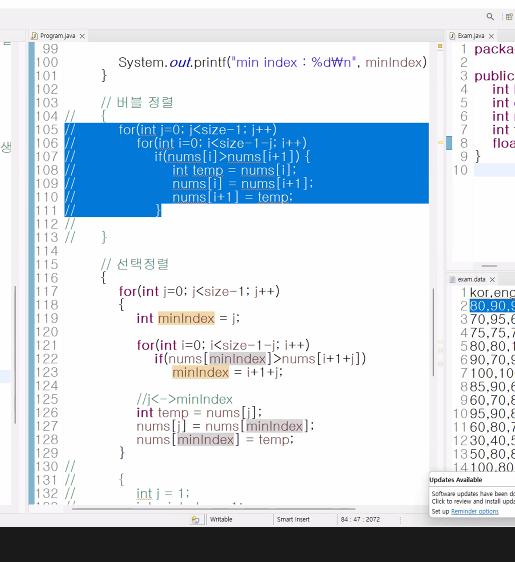 Program.java
Exam.java
99
100 System.out.printf("min index : %d\n", minIndex)
101 }
102
103 // 버블 정렬
104 // {
105 // for(int j=0; j<size-1; j++)
106 // for(int i=0; i<size-1-j; i++)
107 // if(nums[i]>nums[i+1]) {
108 // int temp = nums[i];
109 // nums[i] = nums[i+1];
110 // nums[i+1] = temp;
111 // }
112 //
113 // }
114
115 // 선택정렬
116 {
117 for(int j=0; j<size-1; j++)
118 {
119 int minIndex = j;
120
121 for(int i=0; i<size-1-j; i++)
122 if(nums[minIndex]>nums[i+1+j])
123 minIndex = i+1+j;
124
125 //j<->minIndex
126 int temp = nums[j];
127 nums[j] = nums[minIndex];
128 nums[minIndex] = temp;
129 }
130 //
131 // {
132 // int j = 1;
생
1 packa
2
3 public
4 int
5 int
6 int
7 int
8 float
9 }
10
exam.data
1 kor,eng
2 80,90,
3 70,95,6
4 75,75,7
5 80,80,1
6 90,70,9
7 100,10
8 85,90,6
9 60,70,8
10 95,90,8
11 60,80,7
12 30,40,5
13 50,80,8
14 100,80
Updates Available
Software updates have been do
Click to review and install upda
Set up Reminder options
Writable
Smart Insert
84 : 47 : 2072